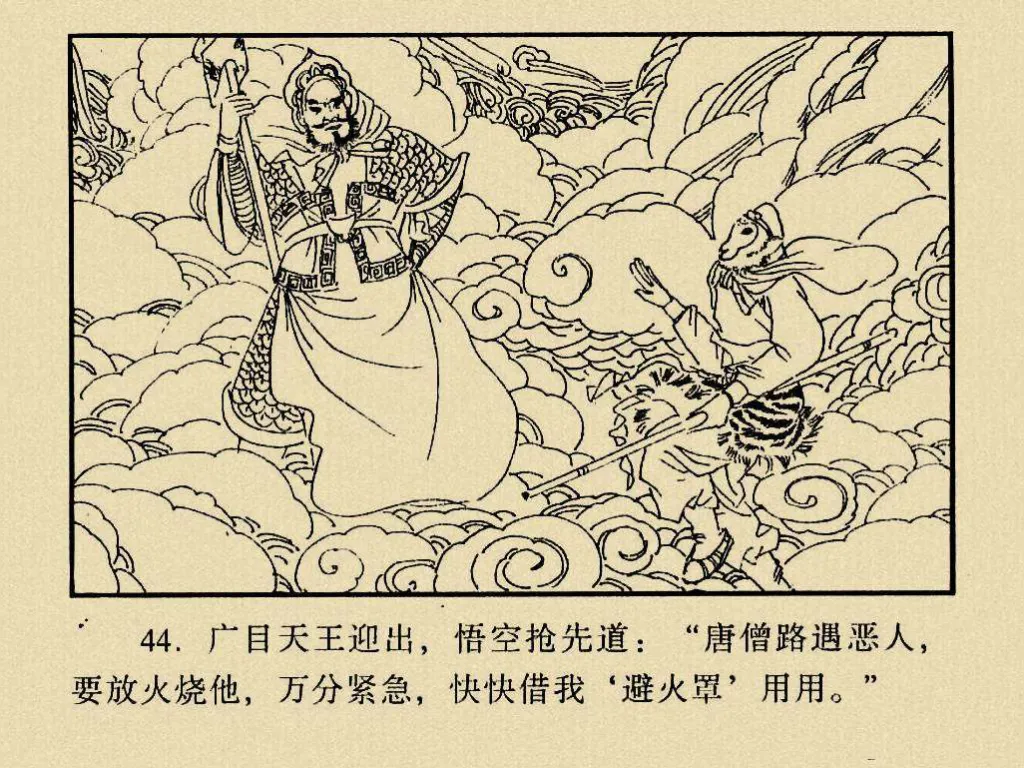 44. 广目天王迎出，悟空抢先道：“唐僧路遇恶人，
要放火烧他，万分紧急，快快借我‘避火罩’用用。”